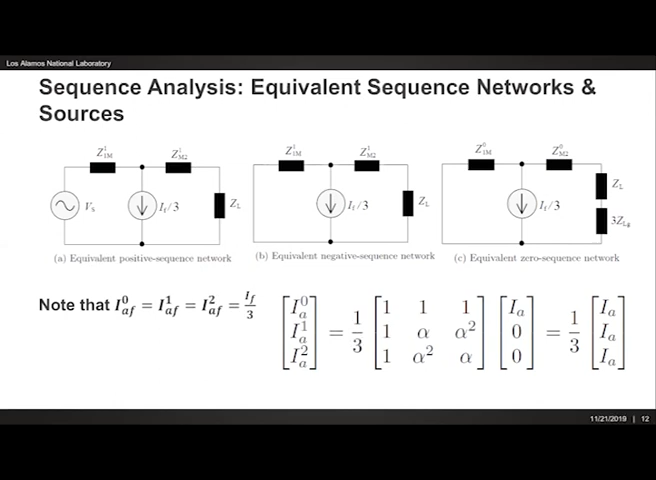 Los Alamos National Laboratory
Sequence Analysis: Equivalent Sequence Networks &
Sources
Z¹₁M Z¹M2 Vs If/3 ZL
(a) Equivalent positive-sequence network
Z¹₁M Z¹M2 If/3 ZL
(b) Equivalent negative-sequence network
Z⁰₁M Z⁰M2 If/3 ZL 3ZLg
(c) Equivalent zero-sequence network
Note that I⁰af = I¹af = I²af = If/3
[I⁰a I¹a I²a] = 1/3 [1 1 1; 1 α α²; 1 α² α] [Ia 0 0] = 1/3 [Ia Ia Ia]
11/21/2019 | 12